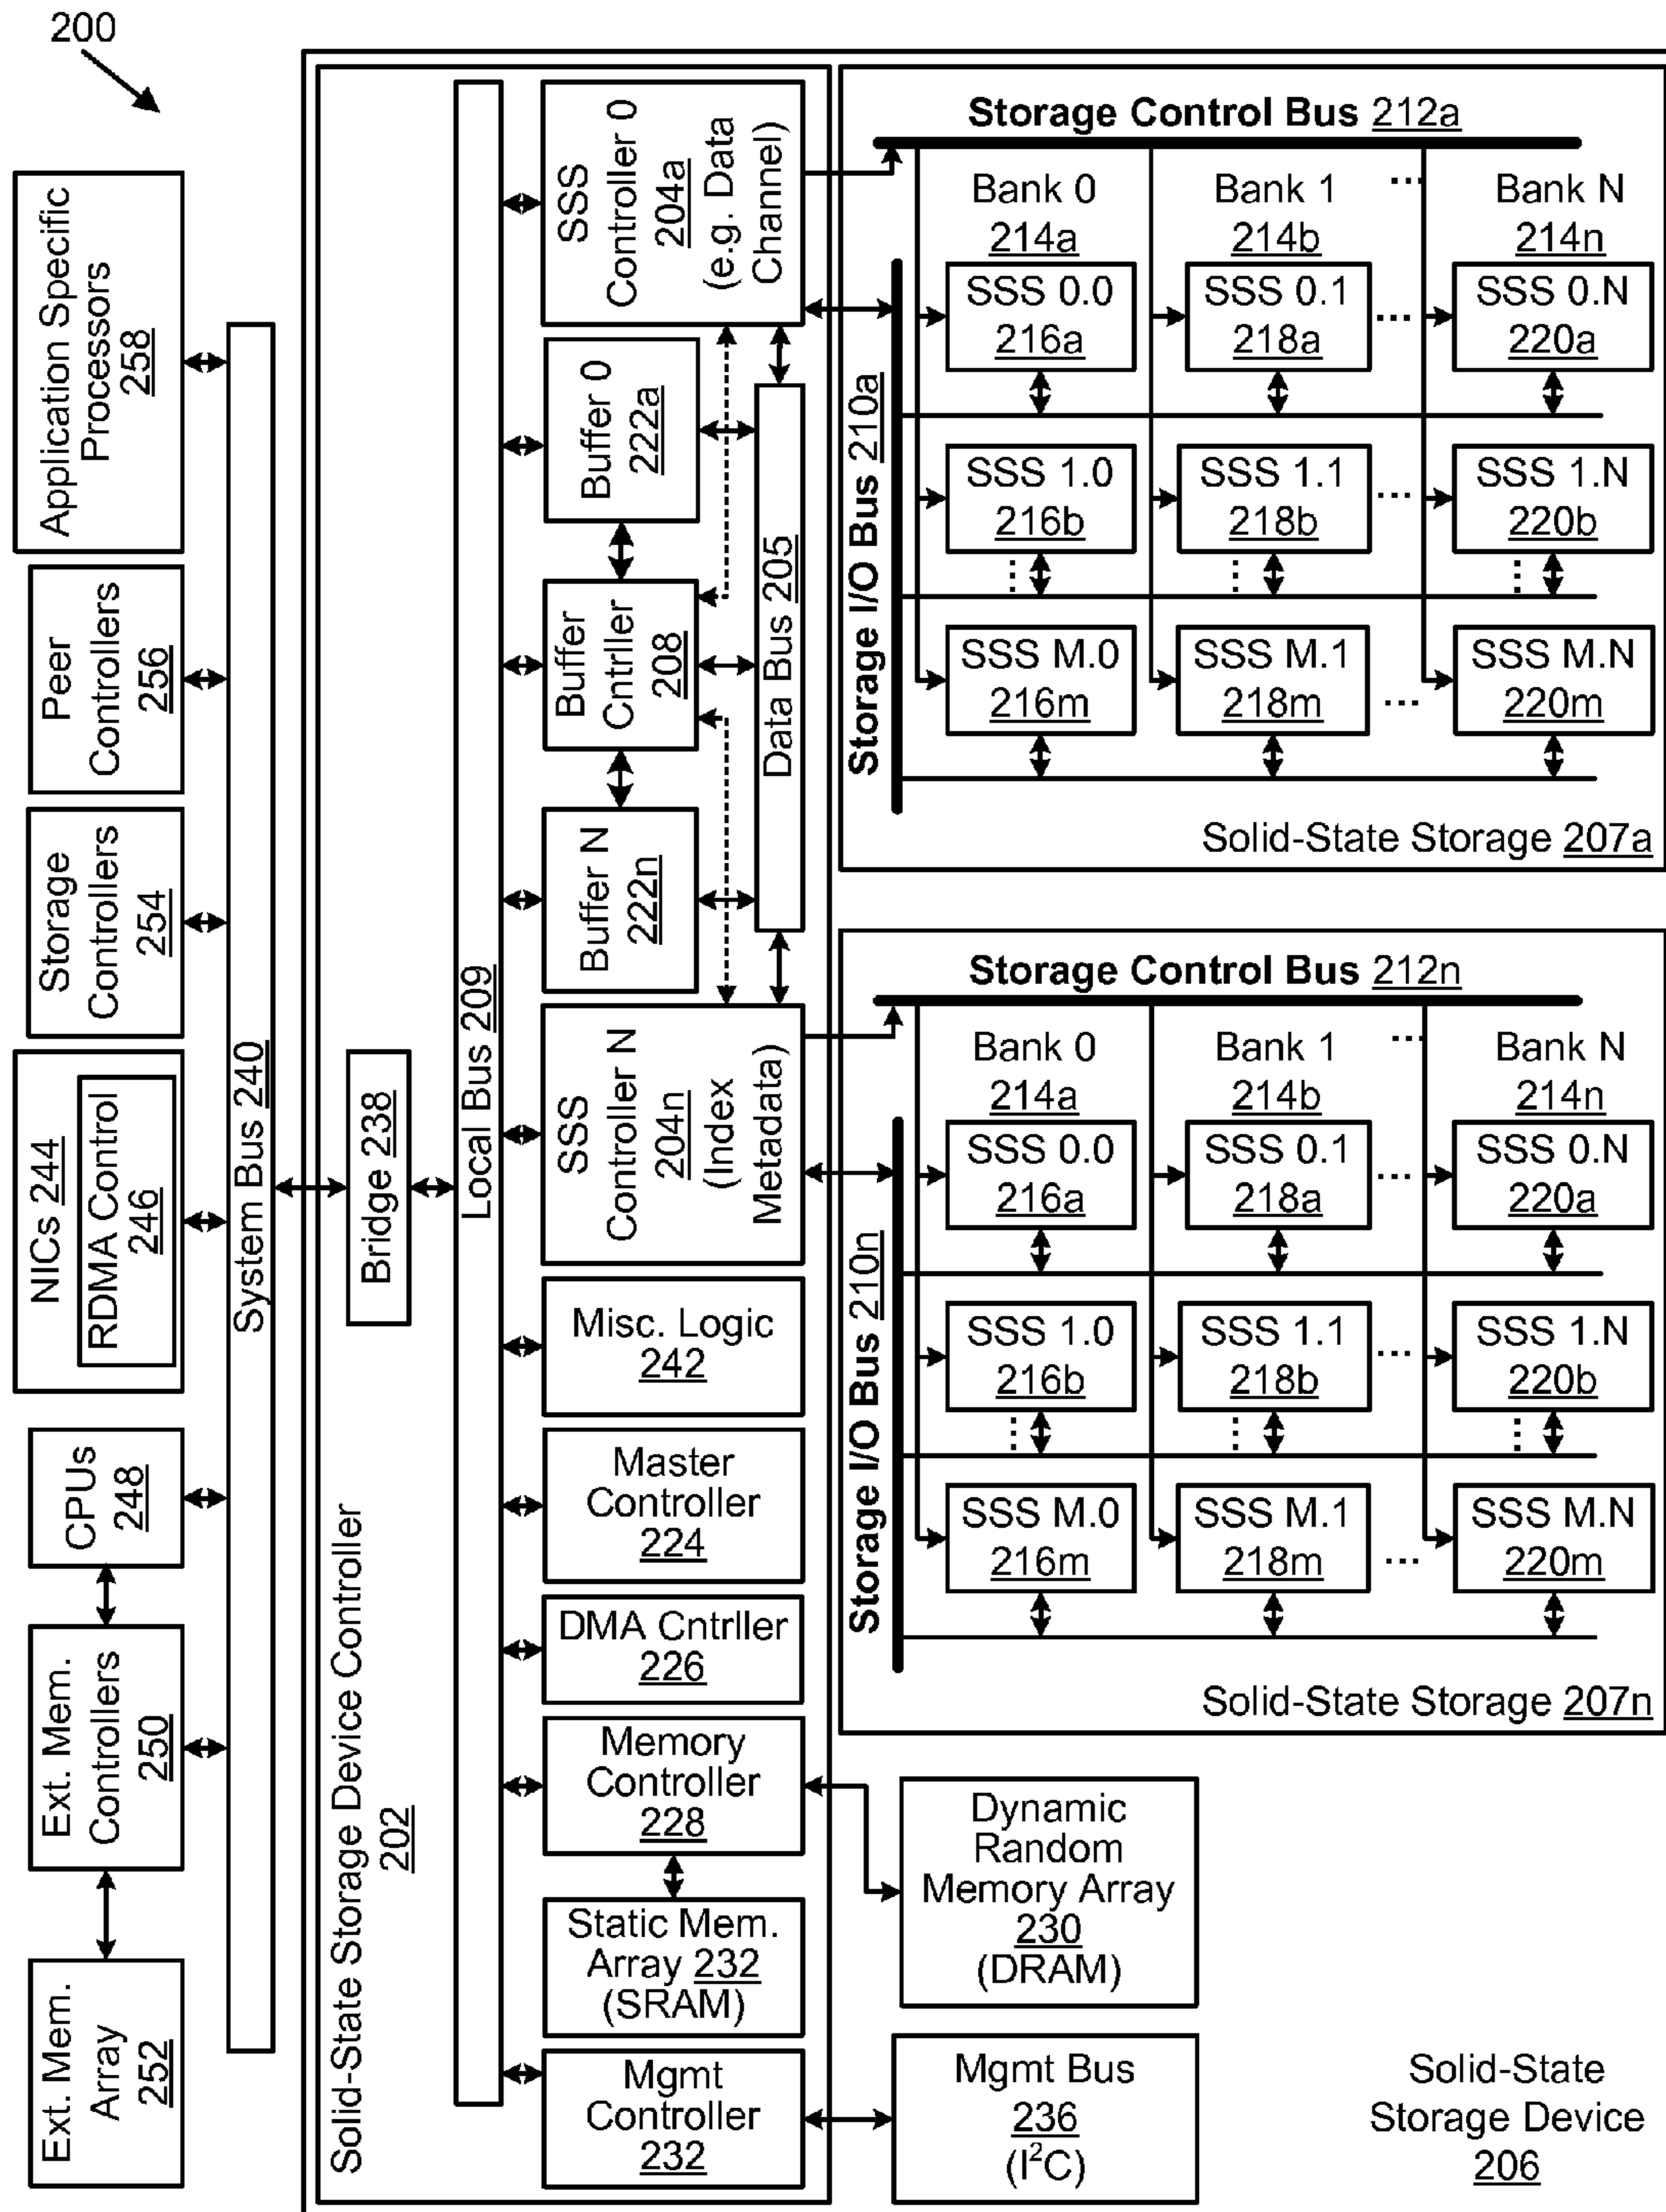 200
Application Specific
Processors
258
Peer
Controllers
256
Storage
Controllers
254
NICs 244
RDMA Control
246
CPUs
248
Ext. Mem.
Controllers
250
Ext. Mem.
Array
252
System Bus 240
Solid-State Storage Device Controller
202
Bridge 238
Local Bus 209
SSS
Controller 0
204a
(e.g. Data
Channel)
Buffer 0
222a
Buffer
Cntrller
208
Buffer N
222n
Data Bus 205
SSS
Controller N
204n
(Index
Metadata)
Misc. Logic
242
Master
Controller
224
DMA Cntrller
226
Memory
Controller
228
Static Mem.
Array 232
(SRAM)
Mgmt
Controller
232
Storage Control Bus 212a
Bank 0
214a
Bank 1
214b
...
Bank N
214n
Storage I/O Bus 210a
SSS 0.0
216a
SSS 0.1
218a
...
SSS 0.N
220a
SSS 1.0
216b
SSS 1.1
218b
...
SSS 1.N
220b
SSS M.0
216m
SSS M.1
218m
...
SSS M.N
220m
Solid-State Storage 207a
Storage Control Bus 212n
Bank 0
214a
Bank 1
214b
...
Bank N
214n
Storage I/O Bus 210n
SSS 0.0
216a
SSS 0.1
218a
...
SSS 0.N
220a
SSS 1.0
216b
SSS 1.1
218b
...
SSS 1.N
220b
SSS M.0
216m
SSS M.1
218m
...
SSS M.N
220m
Solid-State Storage 207n
Dynamic
Random
Memory Array
230
(DRAM)
Mgmt Bus
236
(I²C)
Solid-State
Storage Device
206